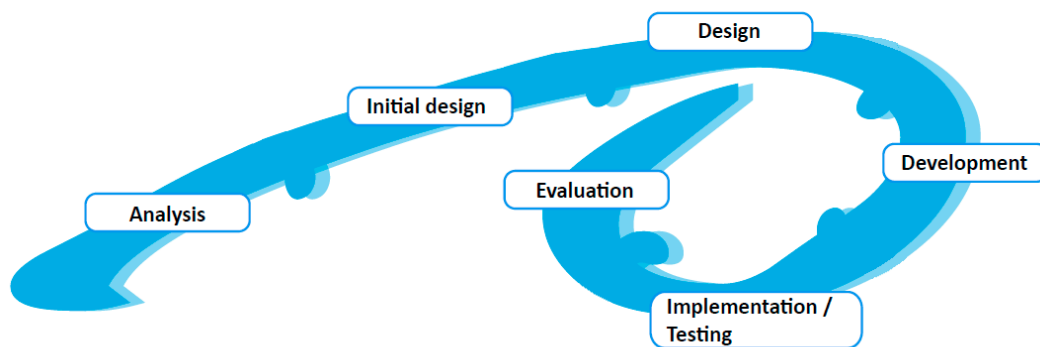 Analysis
Initial design
Design
Development
Implementation /
Testing
Evaluation